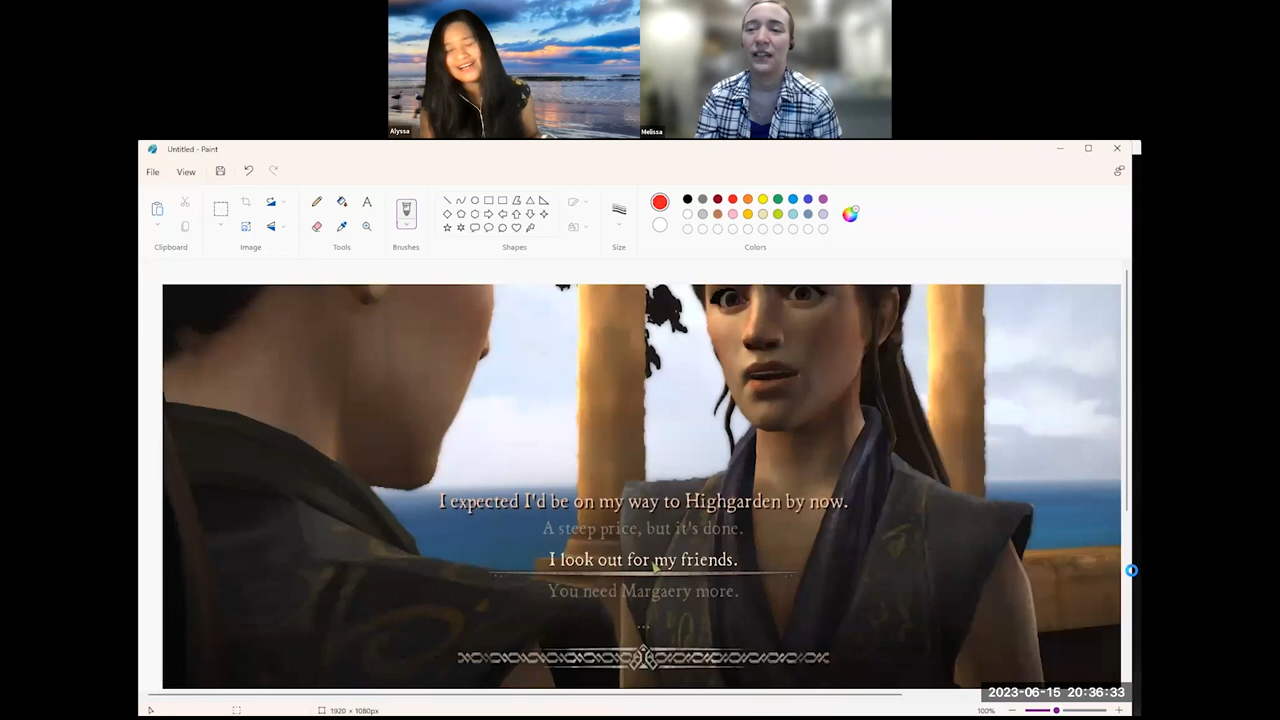 Alyssa
Melissa
Untitled - Paint
File
View
Clipboard
Image
Tools
Brushes
Shapes
Size
Colors
I expected I'd be on my way to Highgarden by now.
A steep price, but it's done.
I look out for my friends.
You need Margaery more.
...
2023-06-15 20:36:33
1920 × 1080px
100%